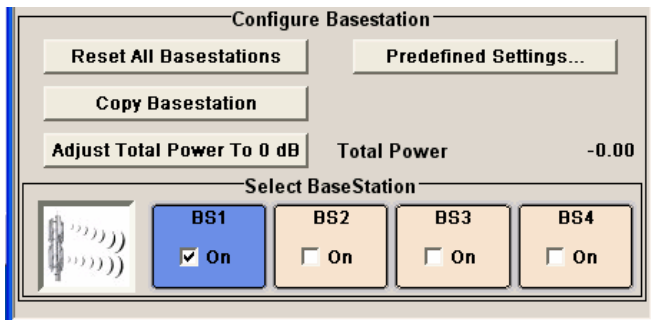 Configure Basestation
Reset All Basestations Predefined Settings...
Copy Basestation
Adjust Total Power To 0 dB Total Power -0.00
Select BaseStation
BS1 BS2 BS3 BS4
On On On On